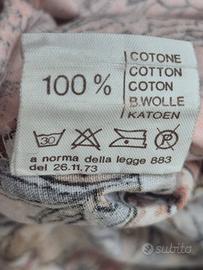 100 %
COTONE
COTTON
COTON
B.WOLLE
KATOEN
30
a norma della legge 883
del 26.11.73
subito